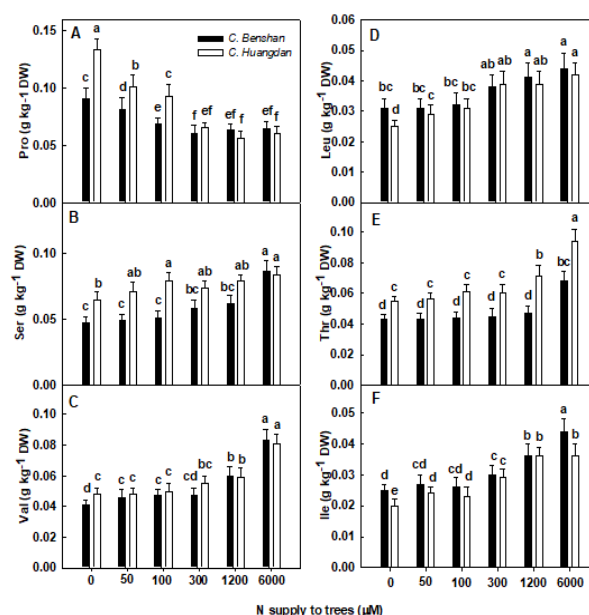 A
C. Benshan
C. Huangdan
Pro (g kg-1 DW)
0.15
0.10
0.05
0.00
c a d b e c f ef ef f ef f
B
Ser (g kg-1 DW)
0.10
0.05
0.00
c b c ab c a bc ab bc ab a a
C
Val (g kg-1 DW)
0.10
0.08
0.06
0.04
0.02
0.00
d c c c c c cd bc b b a a
0 50 100 300 1200 6000
D
Leu (g kg-1 DW)
0.06
0.05
0.04
0.03
0.02
0.01
0.00
bc d bc c bc bc ab ab a ab a a
E
Thr (g kg-1 DW)
0.10
0.08
0.06
0.04
0.02
0.00
d c d c d c d c d b bc a
F
Ile (g kg-1 DW)
0.05
0.04
0.03
0.02
0.01
0.00
cd e cd d cd d c c b b a b
0 50 100 300 1200 6000
N supply to trees (µM)